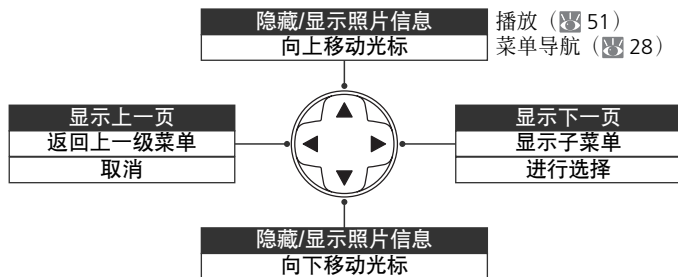 隐藏/显示照片信息
向上移动光标
播放（51）
菜单导航（28）
显示上一页
返回上一级菜单
取消
显示下一页
显示子菜单
进行选择
隐藏/显示照片信息
向下移动光标